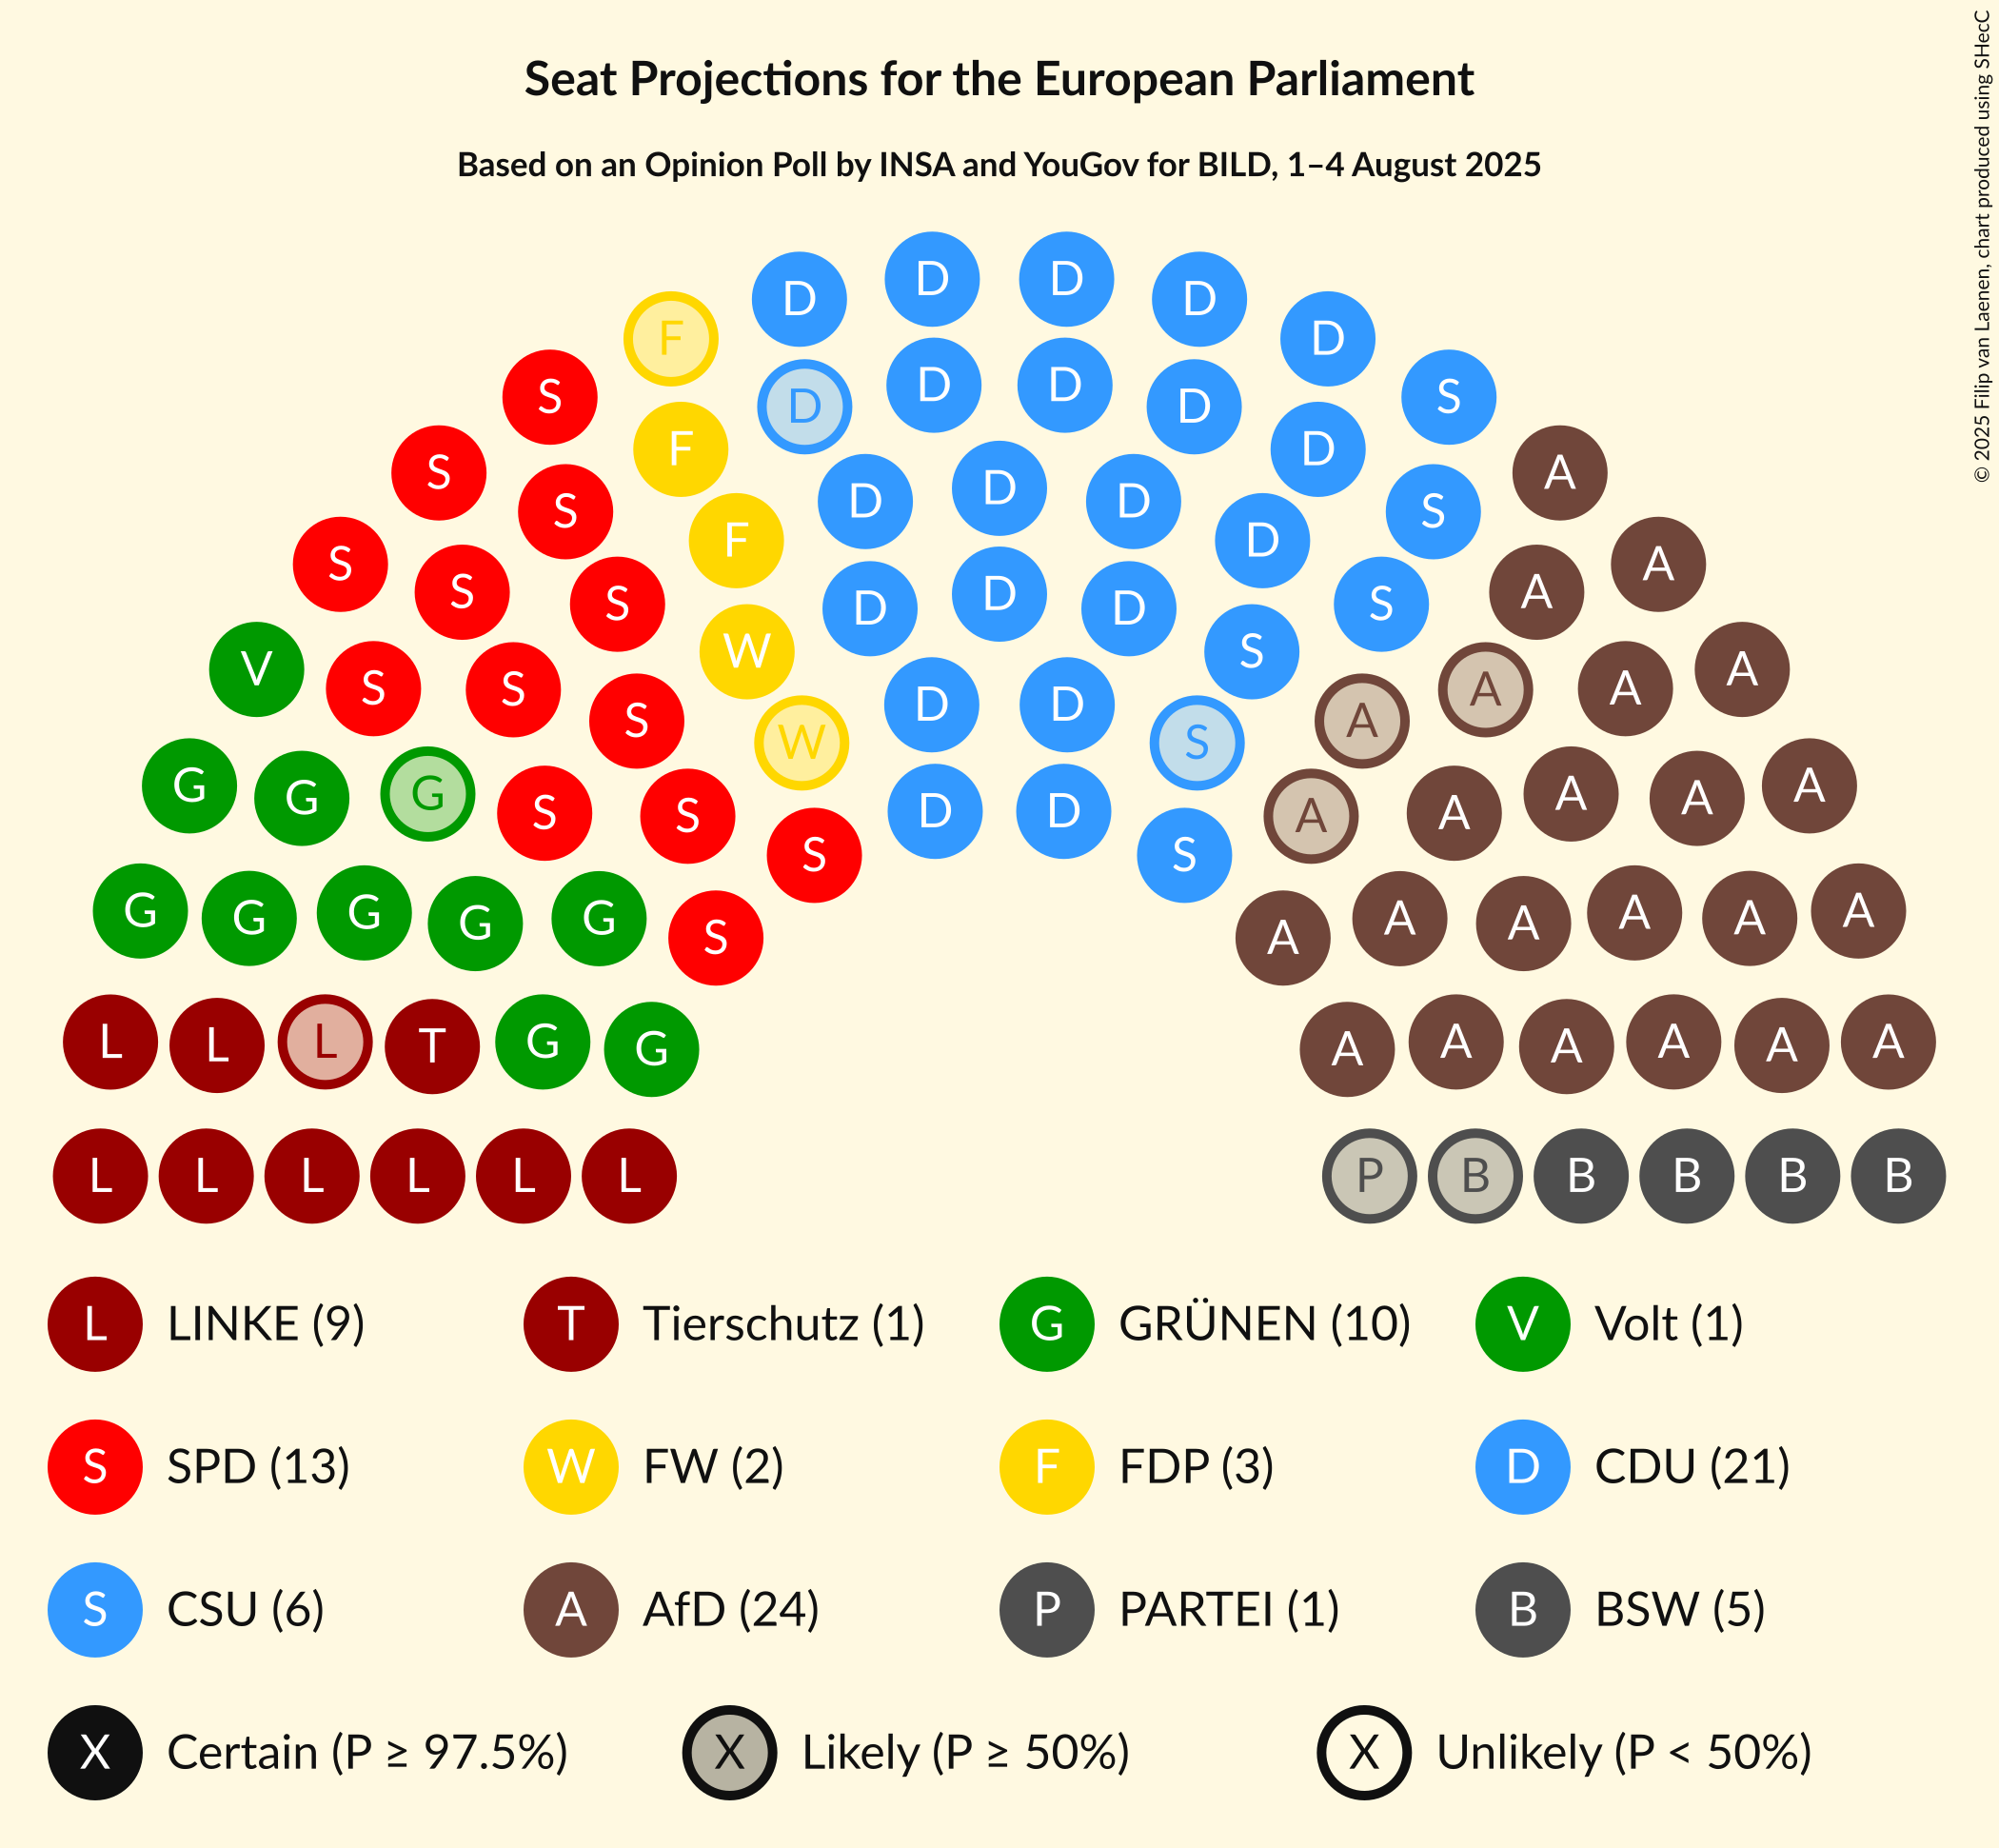 © 2025 Filip van Laenen, chart produced using SHecC
Seat Projections for the European Parliament
Based on an Opinion Poll by INSA and YouGov for BILD, 1–4 August 2025
D D
D D
F D
D D
S S
D D
F D
S A
D
D D
S S
F D
S A
S D A
S D D S
W S
V A
S S A A
D D
S A
W S
G A
G G A A
S D D A
S A
S S
G G G G G S A A A A A A
L L L T G G A A A A A A
L L L L L L P B B B B B
L LINKE (9) T Tierschutz (1) G GRÜNEN (10) V Volt (1)
S SPD (13) W FW (2) F FDP (3) D CDU (21)
S CSU (6) A AfD (24) P PARTEI (1) B BSW (5)
X Certain (P ≥ 97.5%) X Likely (P ≥ 50%) X Unlikely (P < 50%)